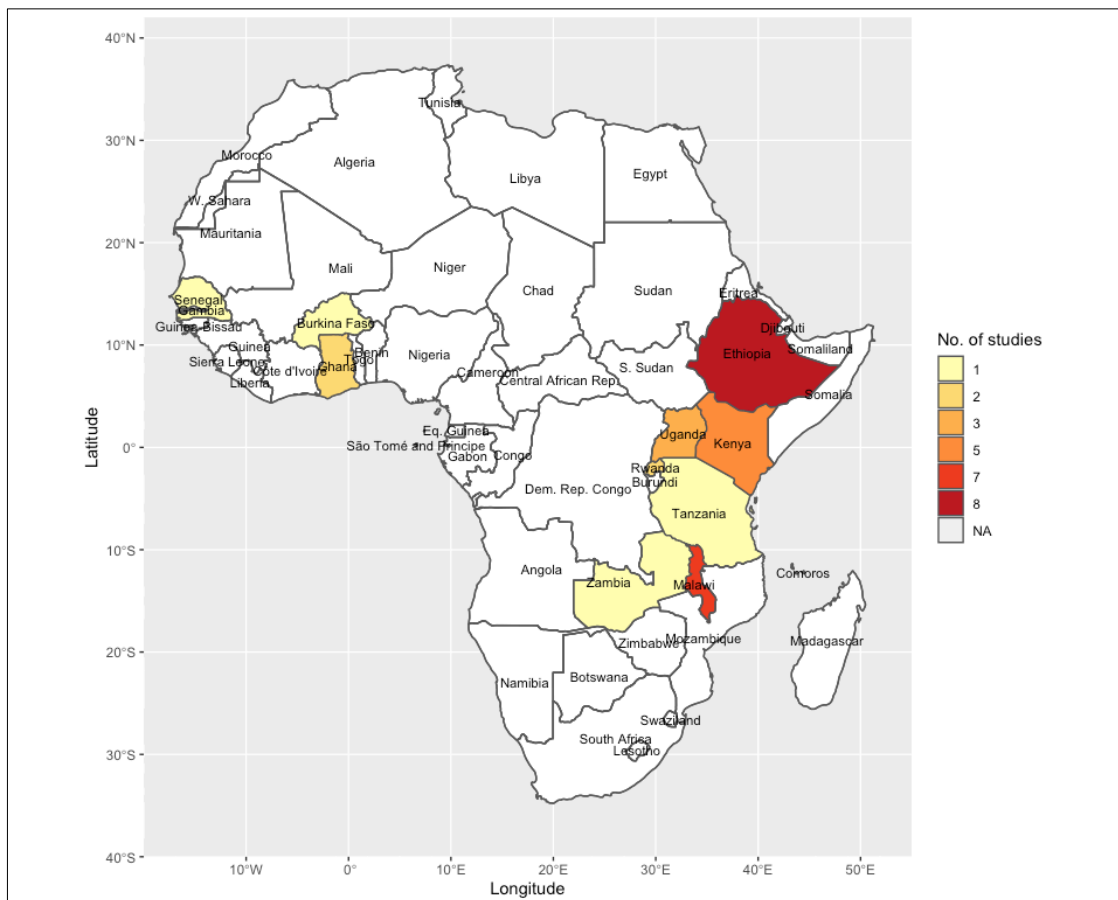 40°N
30°N
20°N
10°N
0°
10°S
20°S
30°S
40°S
Latitude
Tunisia
Morocco
Algeria
Libya
Egypt
W. Sahara
Mauritania
Mali
Niger
Chad
Sudan
Eritrea
Senegal
Gambia
Guinea-Bissau
Burkina Faso
Djibouti
Guinea
Sierra Leone
Liberia
Côte d'Ivoire
Ghana
Togo
Benin
Nigeria
Cameroon
Central African Rep.
S. Sudan
Ethiopia
Somaliland
Somalia
Eq. Guinea
São Tomé and Principe
Gabon
Congo
Uganda
Kenya
Rwanda
Burundi
Dem. Rep. Congo
Tanzania
Angola
Zambia
Malawi
Comoros
Mozambique
Zimbabwe
Madagascar
Namibia
Botswana
Swaziland
South Africa
Lesotho
10°W
0°
10°E
20°E
30°E
40°E
50°E
Longitude
No. of studies
1
2
3
5
7
8
NA